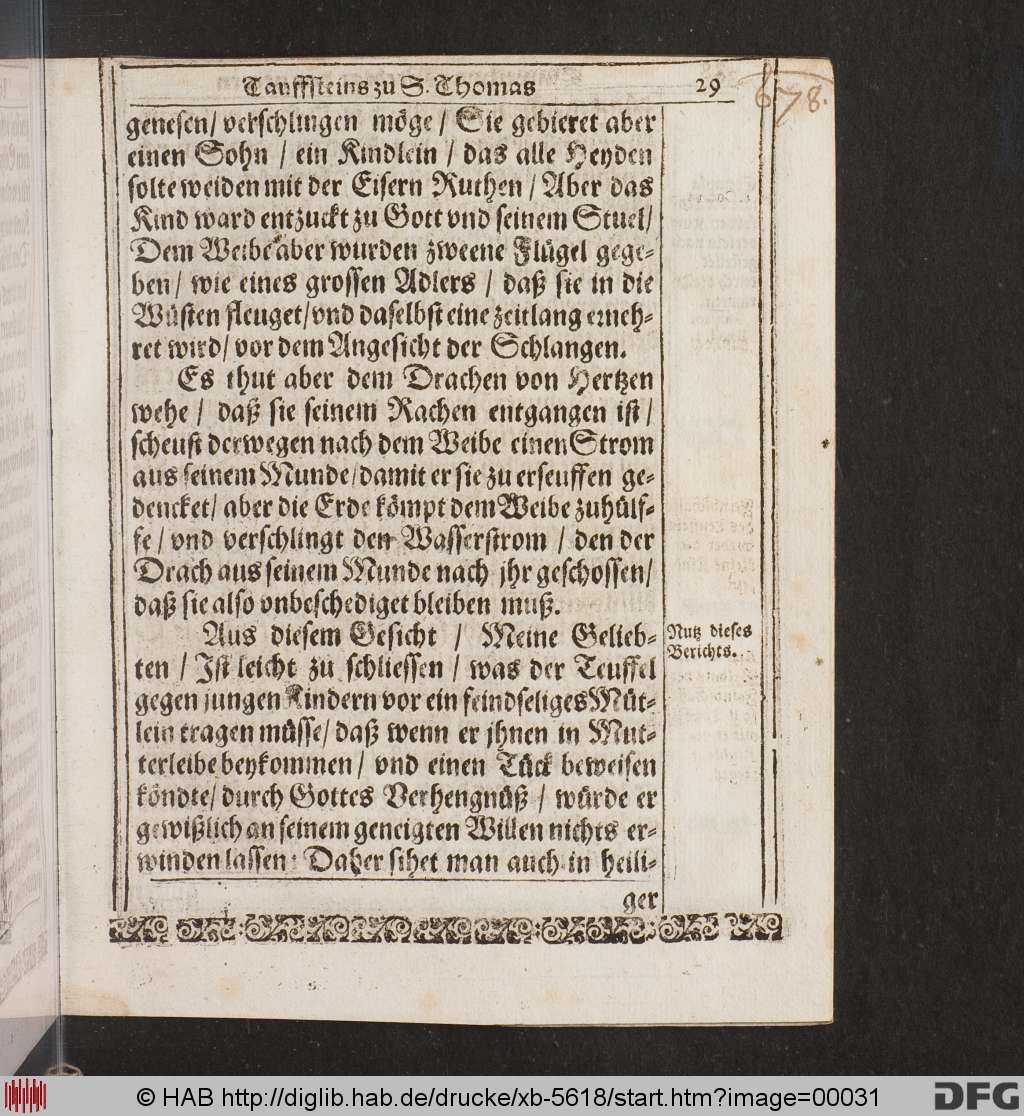 Tauffsteins zu S. Thomas 29
678.
genesen/ verschlingen möge/ Sie gebieret aber
einen Sohn / ein Kindlein / das alle Heyden
solte weiden mit der Eisern Ruthen / Aber das
Kind ward entzuckt zu Gott vnd seinem Stuel/
Dem Weibe aber wurden zweene Flügel gege-
ben/ wie eines grossen Adlers / daß sie in die
Wüsten fleuget/ vnd daselbst eine zeitlang erneh-
ret wird/ vor dem Angesicht der Schlangen.
Es thut aber dem Drachen von Hertzen
wehe / daß sie seinem Rachen entgangen ist /
scheust derwegen nach dem Weibe einen Strom
aus seinem Munde/ damit er sie zu erseuffen ge-
dencket/ aber die Erde kömpt dem Weibe zuhülf-
fe / vnd verschlingt den Wasserstrom / den der
Drach aus seinem Munde nach jhr geschossen/
daß sie also vnbeschediget bleiben muß.
Aus diesem Gesicht / Meine Gelieb-
Nutz dieses
Berichts.
ten / Ist leicht zu schliessen / was der Teuffel
gegen jungen Kindern vor ein feindseliges Müt-
lein tragen müsse/ daß wenn er jhnen in Mut-
terleibe beykommen / vnd einen Tück beweisen
köndte/ durch Gottes Verhengnüß / würde er
gewißlich an seinem geneigten Willen nichts er-
winden lassen: Daher sihet man auch in heili-
ger
© HAB http://diglib.hab.de/drucke/xb-5618/start.htm?image=00031
DFG